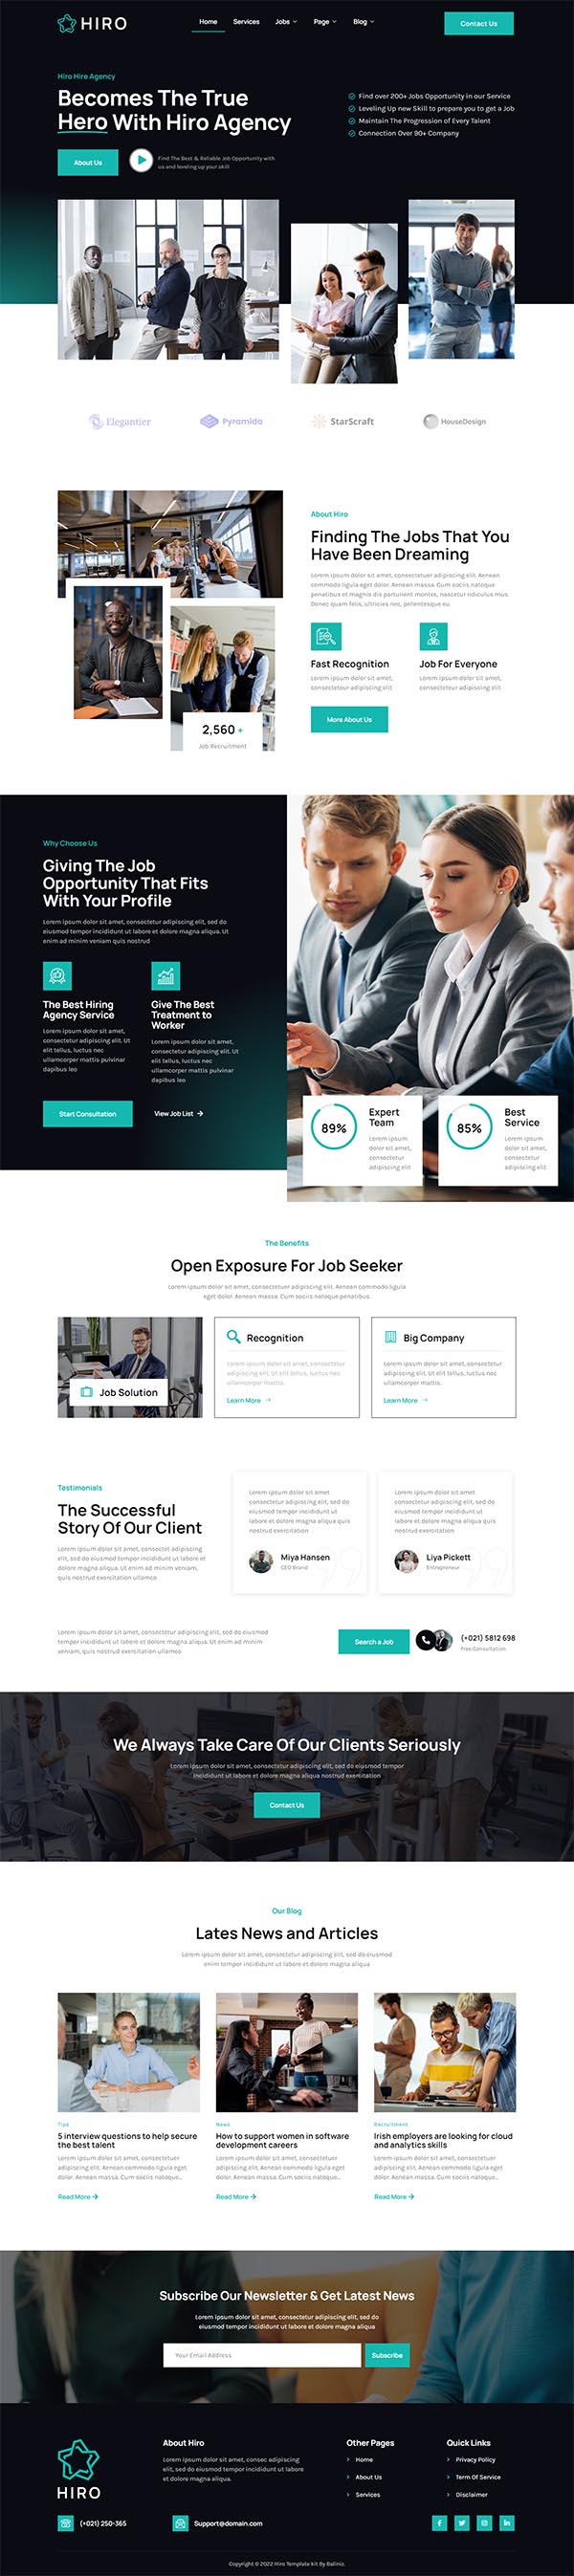 HIRO
Home
Services
Jobs
Page
Blog
Contact Us
Hiro Hire Agency
Becomes The True
Hero With Hiro Agency
Find over 200+ Jobs Opportunity in our Service
Leveling Up new Skill to prepare you to get a Job
Maintain The Progression of Every Talent
Connection Over 90+ Company
About Us
Find The Best & Reliable Job Opportunity with
us and leveling up your skill
Elegantier
Pyramida
StarScraft
HouseDesign
About Hiro
Finding The Jobs That You
Have Been Dreaming
Lorem ipsum dolor sit amet, consectetuer adipiscing elit. Aenean
commodo ligula eget dolor. Aenean massa. Cum sociis natoque
penatibus et magnis dis parturient montes, nascetur ridiculus mus.
Donec quam felis, ultricies nec, pellentesque eu.
Fast Recognition
Lorem ipsum dolor sit amet,
consectetuer adipiscing elit
Job For Everyone
Lorem ipsum dolor sit amet,
consectetuer adipiscing elit
More About Us
2,560 +
Job Recruitment
Why Choose Us
Giving The Job
Opportunity That Fits
With Your Profile
Lorem ipsum dolor sit amet, consectetur adipiscing elit, sed do
eiusmod tempor incididunt ut labore et dolore magna aliqua. Ut
enim ad minim veniam quis nostrud
The Best Hiring
Agency Service
Lorem ipsum dolor sit amet,
consectetur adipiscing elit. Ut
elit tellus, luctus nec
ullamcorper mattis pulvinar
dapibus leo
Give The Best
Treatment to
Worker
Lorem ipsum dolor sit amet,
consectetur adipiscing elit. Ut
elit tellus, luctus nec
ullamcorper mattis pulvinar
dapibus leo
Start Consultation
View Job List
89%
Expert
Team
Lorem ipsum
dolor sit amet,
consectetur
adipiscing elit
85%
Best
Service
Lorem ipsum
dolor sit amet,
consectetur
adipiscing elit
The Benefits
Open Exposure For Job Seeker
Lorem ipsum dolor sit amet, consectetuer adipiscing elit. Aenean commodo ligula
eget dolor. Aenean massa. Cum sociis natoque penatibus.
Job Solution
Recognition
Lorem ipsum dolor sit amet, consectetur
adipiscing elit. Ut elit tellus, luctus nec
ullamcorper mattis.
Learn More
Big Company
Lorem ipsum dolor sit amet, consectetur
adipiscing elit. Ut elit tellus, luctus nec
ullamcorper mattis.
Learn More
Testimonials
The Successful
Story Of Our Client
Lorem ipsum dolor sit amet, consectetur adipiscing
elit, sed do eiusmod tempor incididunt ut labore et
dolore magna aliqua. Ut enim ad minim veniam,
quis nostrud exercitation ullamco
Lorem ipsum dolor sit amet
consectetur adipiscing elit, sed do
eiusmod tempor incididunt ut
labore et dolore magna aliqua quis
nostrud exercitation
Miya Hansen
CEO Brand
Lorem ipsum dolor sit amet
consectetur adipiscing elit, sed do
eiusmod tempor incididunt ut
labore et dolore magna aliqua quis
nostrud exercitation
Liya Pickett
Entrepreneur
Lorem ipsum dolor sit amet, consectetur adipiscing elit, sed do eiusmod
tempor incididunt ut labore et dolore magna aliqua. Ut enim ad minim
veniam, quis nostrud exercitation ullamco
Search a Job
(+021) 5812 698
Free Consultation
We Always Take Care Of Our Clients Seriously
Lorem ipsum dolor sit amet, consectetur adipiscing elit, sed do eiusmod tempor
incididunt ut labore et dolore magna aliqua nostrud exercitation
Contact Us
Our Blog
Lates News and Articles
Lorem ipsum dolor sit amet, consectetur adipiscing elit, sed do eiusmod
enim tempor incididunt ut labore et dolore magna aliqua
Tips
5 interview questions to help secure
the best talent
Lorem ipsum dolor sit amet, consectetuer
adipiscing elit. Aenean commodo ligula eget
dolor. Aenean massa. Cum sociis natoque...
Read More
News
How to support women in software
development careers
Lorem ipsum dolor sit amet, consectetuer
adipiscing elit. Aenean commodo ligula eget
dolor. Aenean massa. Cum sociis natoque...
Read More
Recruitment
Irish employers are looking for cloud
and analytics skills
Lorem ipsum dolor sit amet, consectetuer
adipiscing elit. Aenean commodo ligula eget
dolor. Aenean massa. Cum sociis natoque...
Read More
Subscribe Our Newsletter & Get Latest News
Lorem ipsum dolor sit amet, consectetur adipiscing elit, sed do
eiusmod tempor incididunt ut labore et dolore magna aliqua
Your Email Address
Subscribe
HIRO
About Hiro
Lorem ipsum dolor sit amet, consec adipiscing
elit, sed do eiusmod tempor incididunt ut labore
et dolore magna aliqua.
Other Pages
Home
About Us
Services
Quick Links
Privacy Policy
Term Of Service
Disclaimer
(+021) 250-365
Support@domain.com
Copyright © 2022 Hiro Template kit By Baliniz.